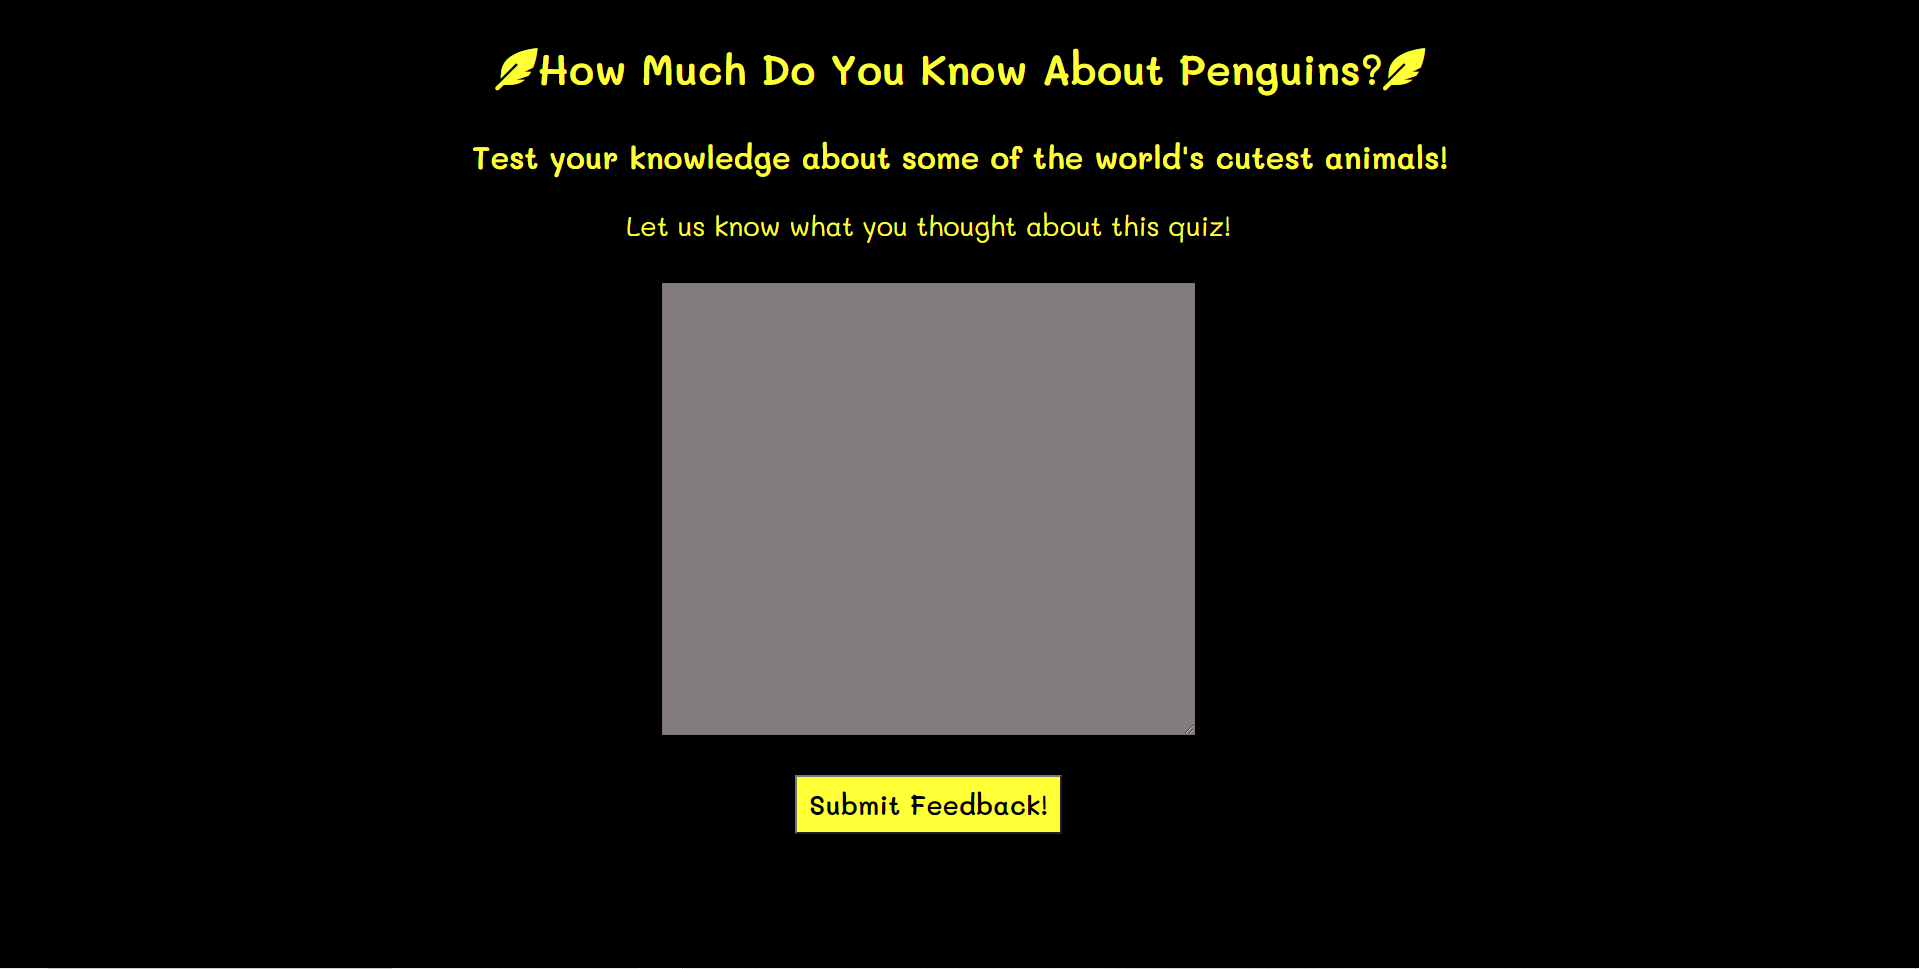 How Much Do You Know About Penguins?
Test your knowledge about some of the world's cutest animals!
Let us know what you thought about this quiz!
Submit Feedback!